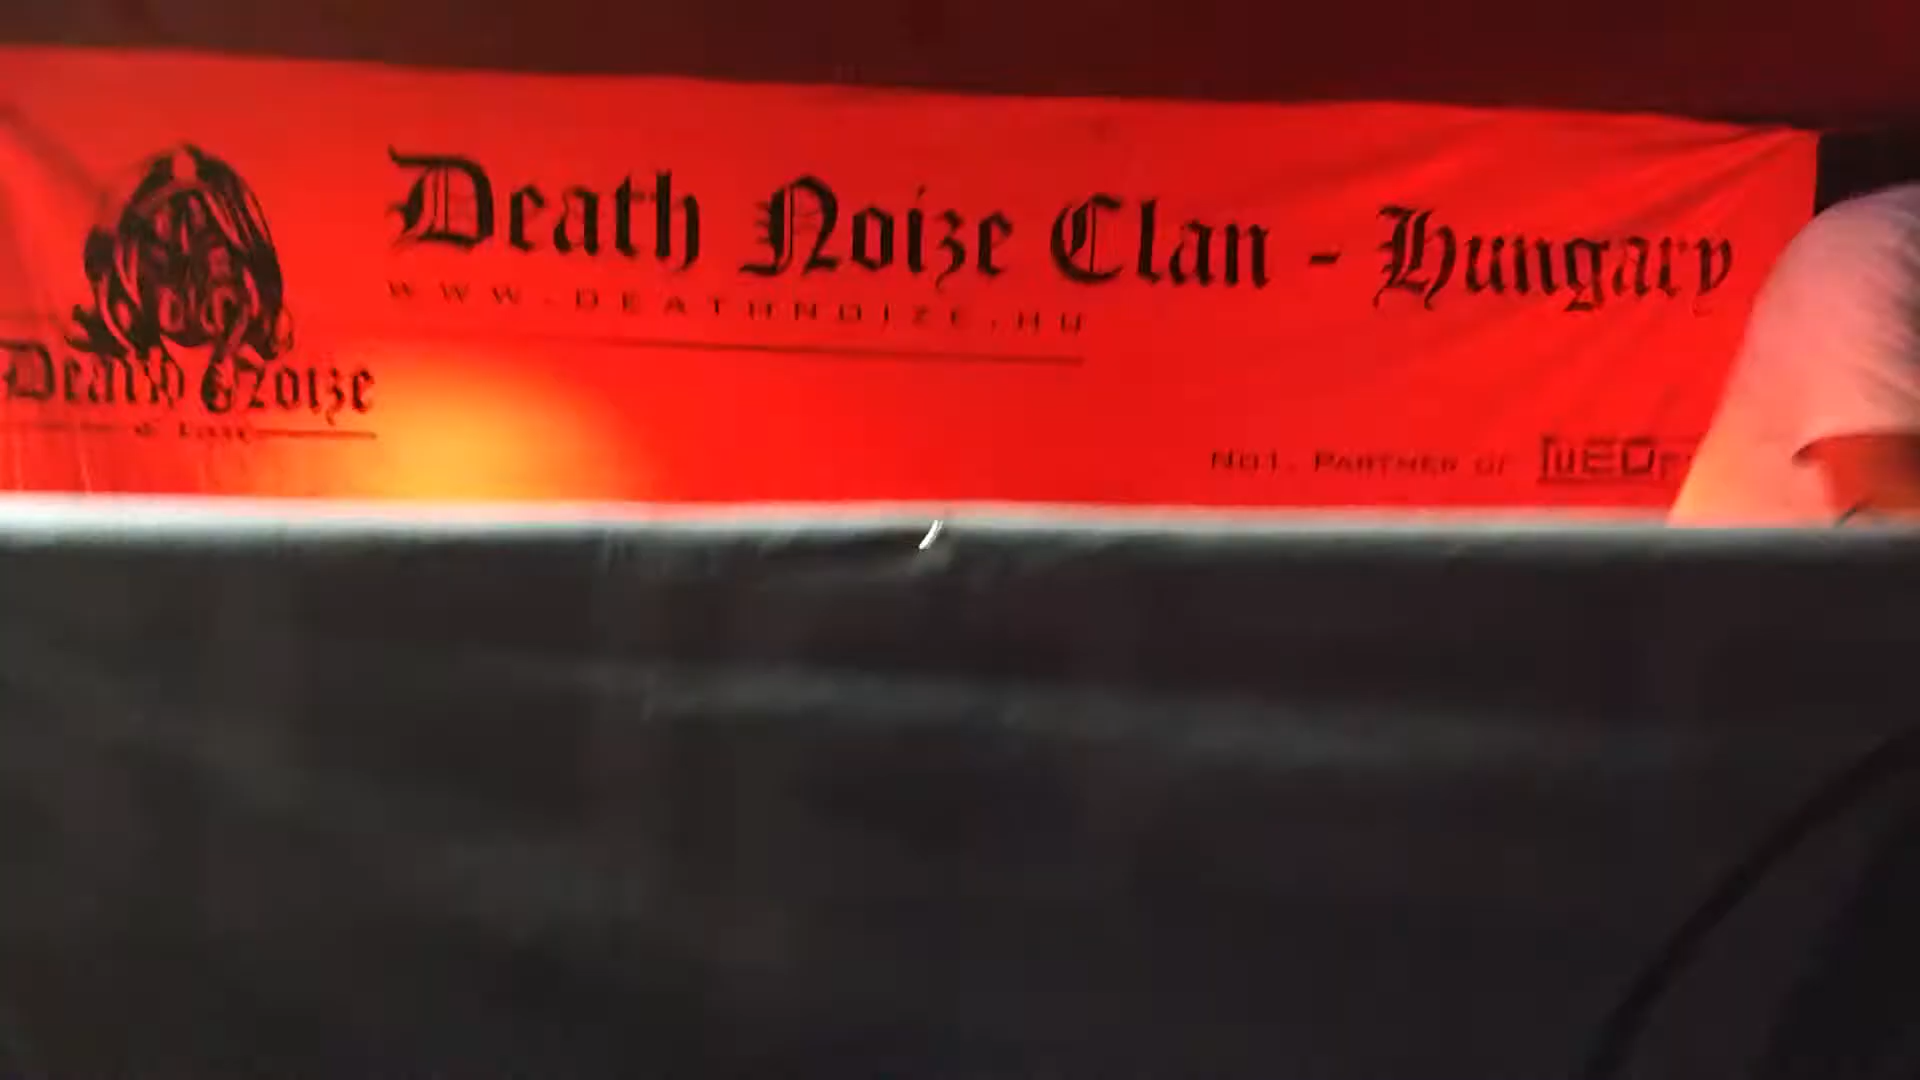 Death Noize Clan - Hungary
WWW.DEATHNOIZE.HU
Death Noize
No1. Partner of